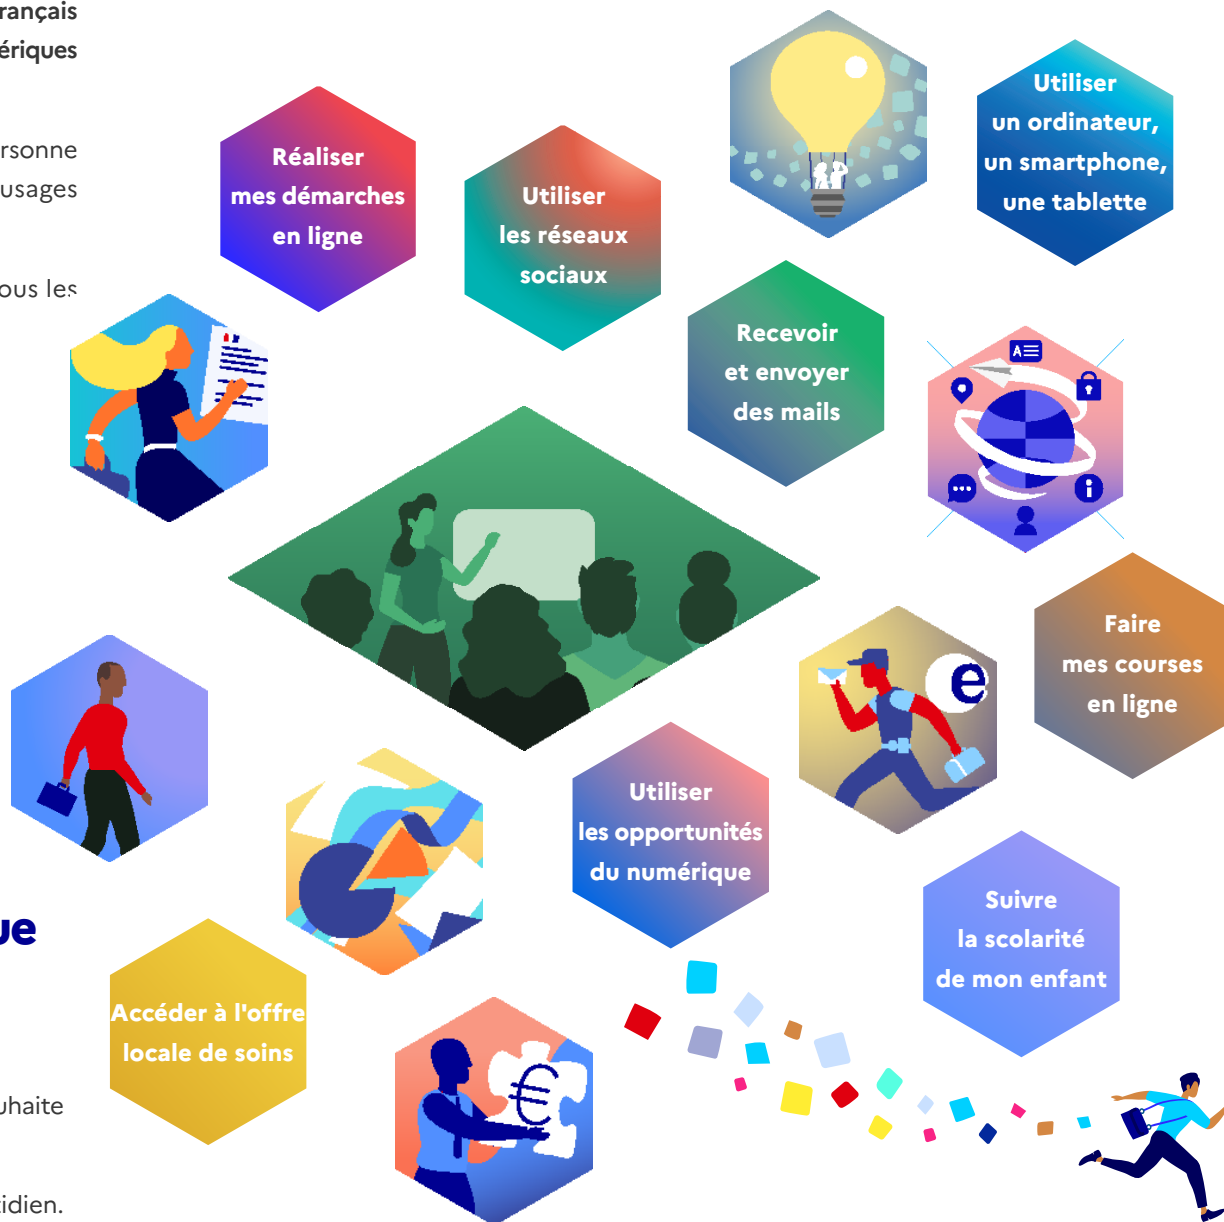 rançais
ériques
ersonne
usages
ous les
Réaliser
mes démarches
en ligne
Utiliser
les réseaux
sociaux
Utiliser
un ordinateur,
un smartphone,
une tablette
Recevoir
et envoyer
des mails
A
i
e
Faire
mes courses
en ligne
Utiliser
les opportunités
du numérique
Suivre
la scolarité
de mon enfant
ue
Accéder à l'offre
locale de soins
€
uhaite
tidien.